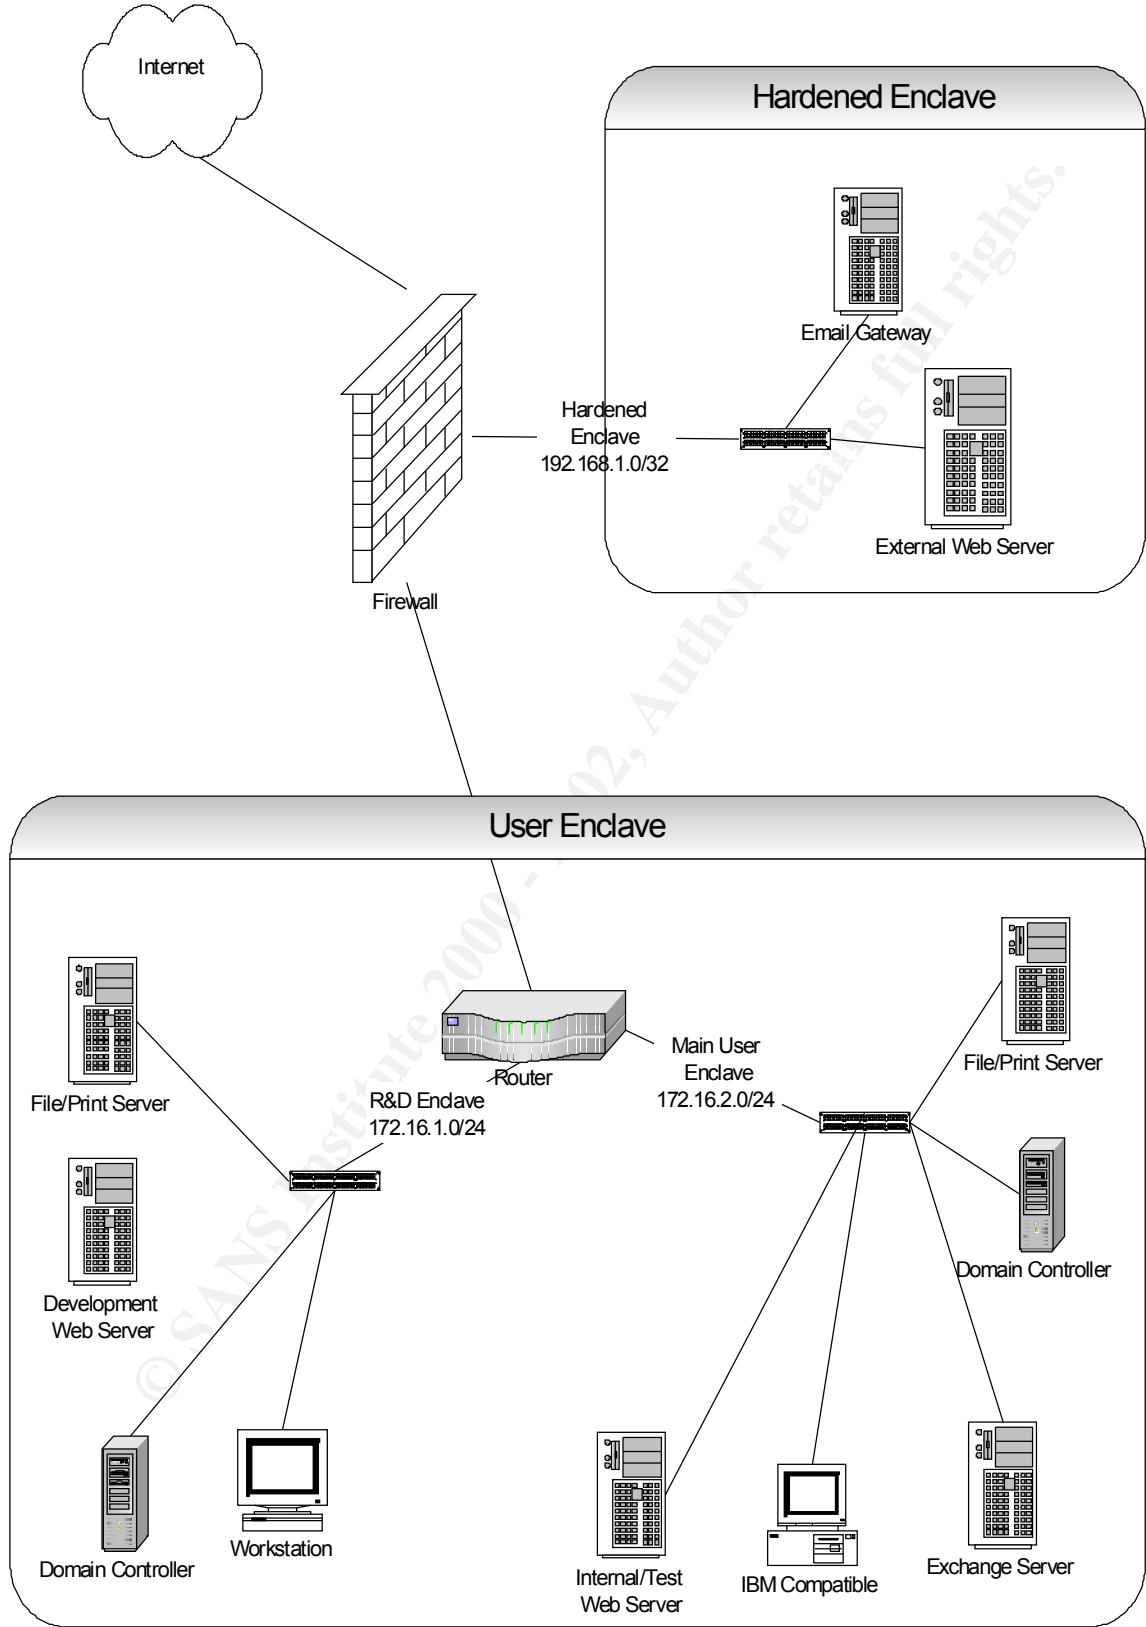 Internet
Hardened Enclave
Email Gateway
Hardened
Enclave
192.168.1.0/32
External Web Server
Firewall
User Enclave
File/Print Server
Router
Main User
Enclave
172.16.2.0/24
File/Print Server
R&D Enclave
172.16.1.0/24
Development
Web Server
Domain Controller
Domain Controller
Workstation
Internal/Test
Web Server
IBM Compatible
Exchange Server
© SANS Institute 2000 - 2002, Author retains full rights.